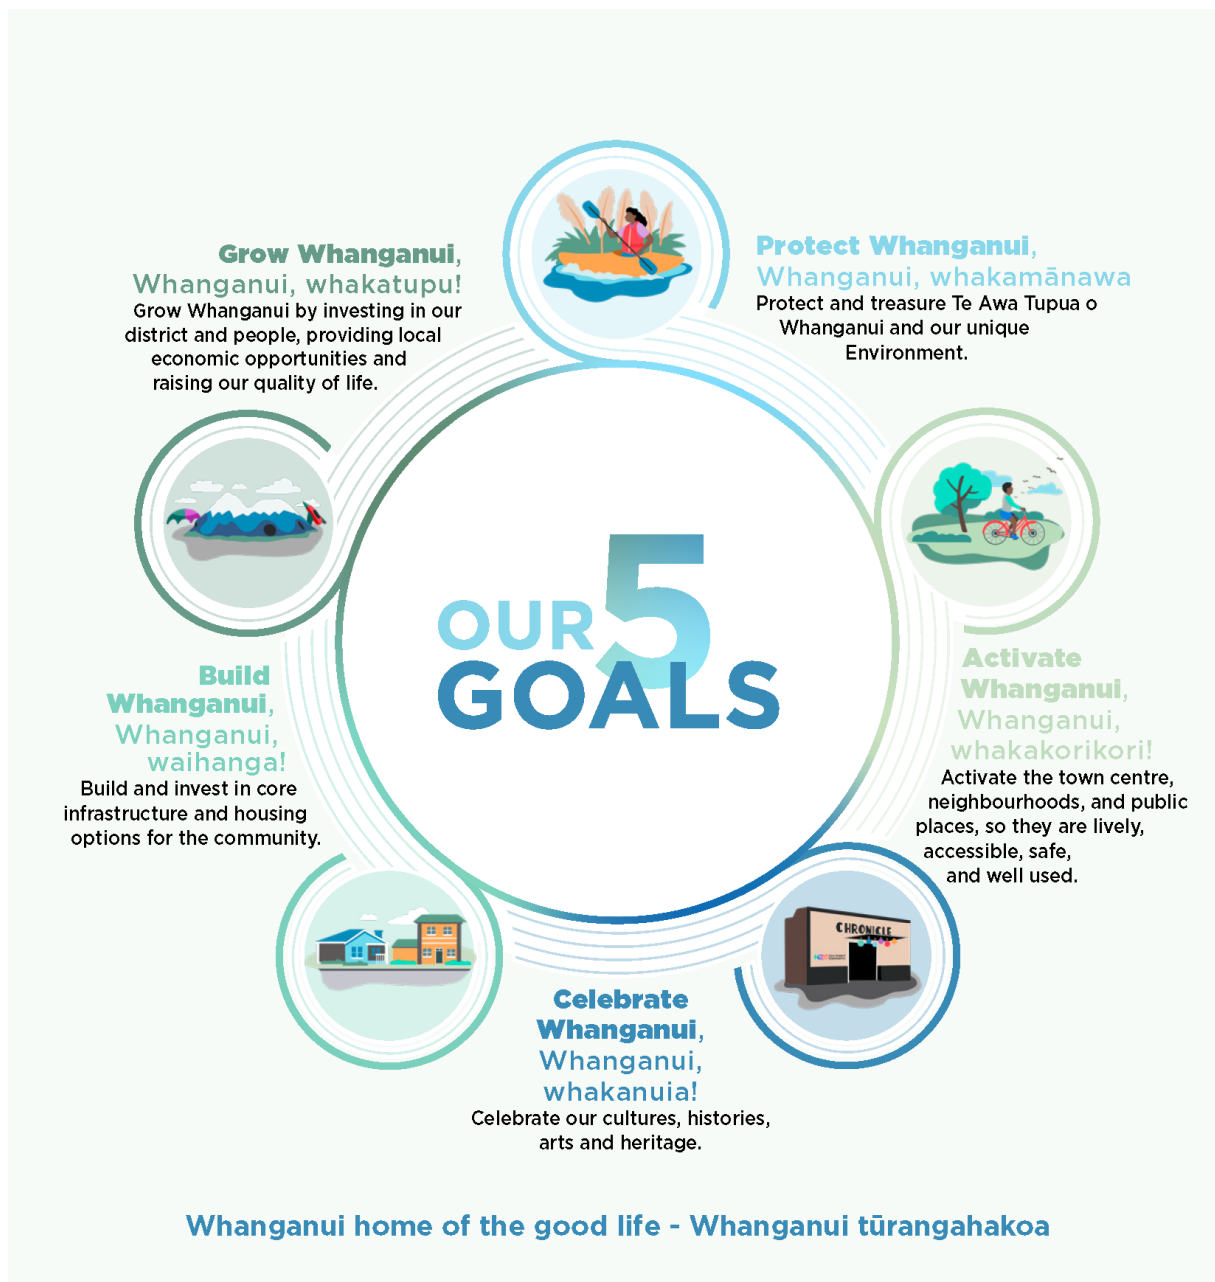 Grow Whanganui,
Whanganui, whakatupu!
Grow Whanganui by investing in our
district and people, providing local
economic opportunities and
raising our quality of life.
Protect Whanganui,
Whanganui, whakamānawa
Protect and treasure Te Awa Tupua o
Whanganui and our unique
Environment.
OUR 5
GOALS
Build
Whanganui,
Whanganui,
waihanga!
Build and invest in core
infrastructure and housing
options for the community.
Activate
Whanganui,
Whanganui,
whakakorikori!
Activate the town centre,
neighbourhoods, and public
places, so they are lively,
accessible, safe,
and well used.
CHRONICLE
Celebrate
Whanganui,
Whanganui,
whakanuia!
Celebrate our cultures, histories,
arts and heritage.
Whanganui home of the good life - Whanganui tūrangahakoa